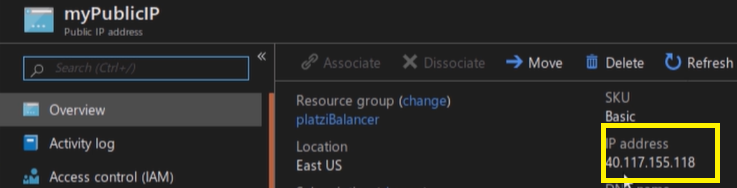 myPublicIP
Public IP address
Search (Ctrl+/)
«
Associate Dissociate Move Delete Refresh
Overview
Activity log
Access control (IAM)
Resource group (change)
platziBalancer
Location
East US
SKU
Basic
IP address
40.117.155.118